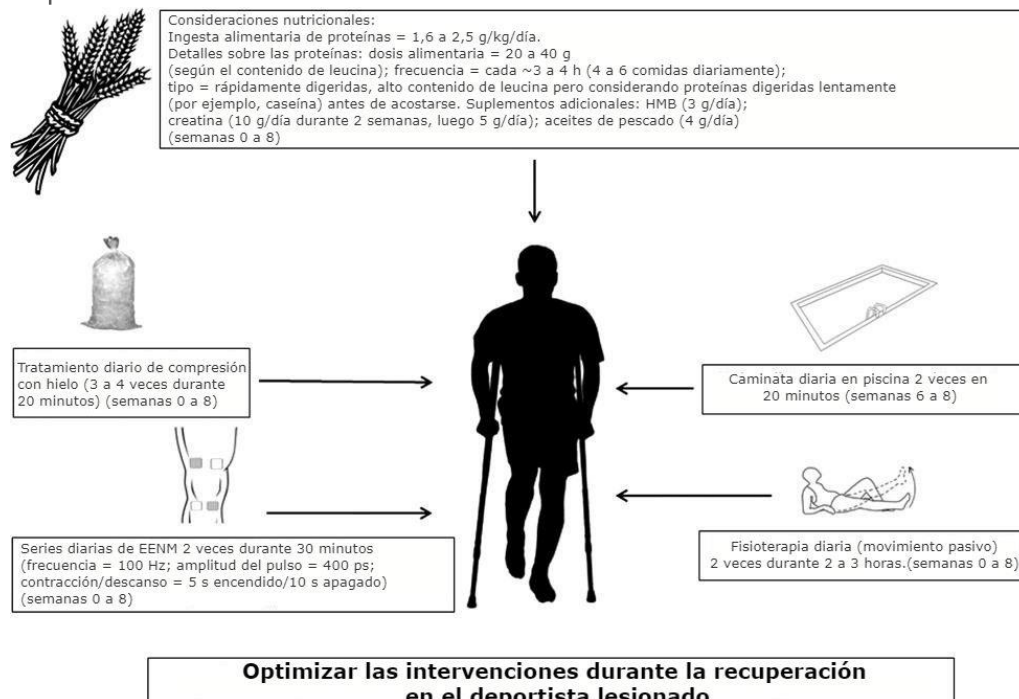 Consideraciones nutricionales:
Ingesta alimentaria de proteínas = 1,6 a 2,5 g/kg/día.
Detalles sobre las proteínas: dosis alimentaria = 20 a 40 g
(según el contenido de leucina); frecuencia = cada ~3 a 4 h (4 a 6 comidas diariamente);
tipo = rápidamente digeridas, alto contenido de leucina pero considerando proteínas digeridas lentamente
(por ejemplo, caseína) antes de acostarse. Suplementos adicionales: HMB (3 g/día);
creatina (10 g/día durante 2 semanas, luego 5 g/día); aceites de pescado (4 g/día)
(semanas 0 a 8)
Tratamiento diario de compresión
con hielo (3 a 4 veces durante
20 minutos) (semanas 0 a 8)
Caminata diaria en piscina 2 veces en
20 minutos (semanas 6 a 8)
Series diarias de EENM 2 veces durante 30 minutos
(frecuencia = 100 Hz; amplitud del pulso = 400 ps;
contracción/descanso = 5 s encendido/10 s apagado)
(semanas 0 a 8)
Fisioterapia diaria (movimiento pasivo)
2 veces durante 2 a 3 horas.(semanas 0 a 8)
Optimizar las intervenciones durante la recuperación
en el deportista lesionado